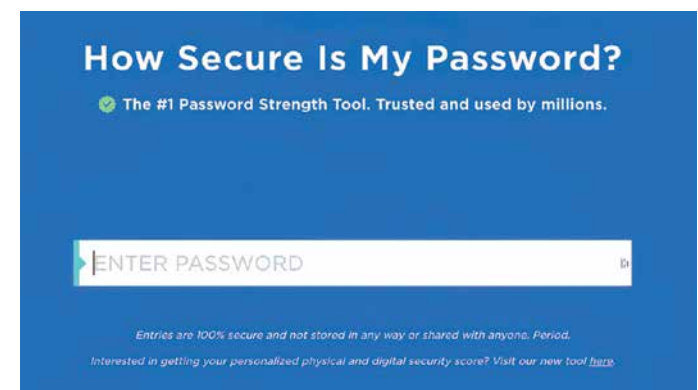 How Secure Is My Password?
The #1 Password Strength Tool. Trusted and used by millions.
ENTER PASSWORD
Entries are 100% secure and not stored in any way or shared with anyone. Period.
Interested in getting your personalized physical and digital security score? Visit our new tool here.